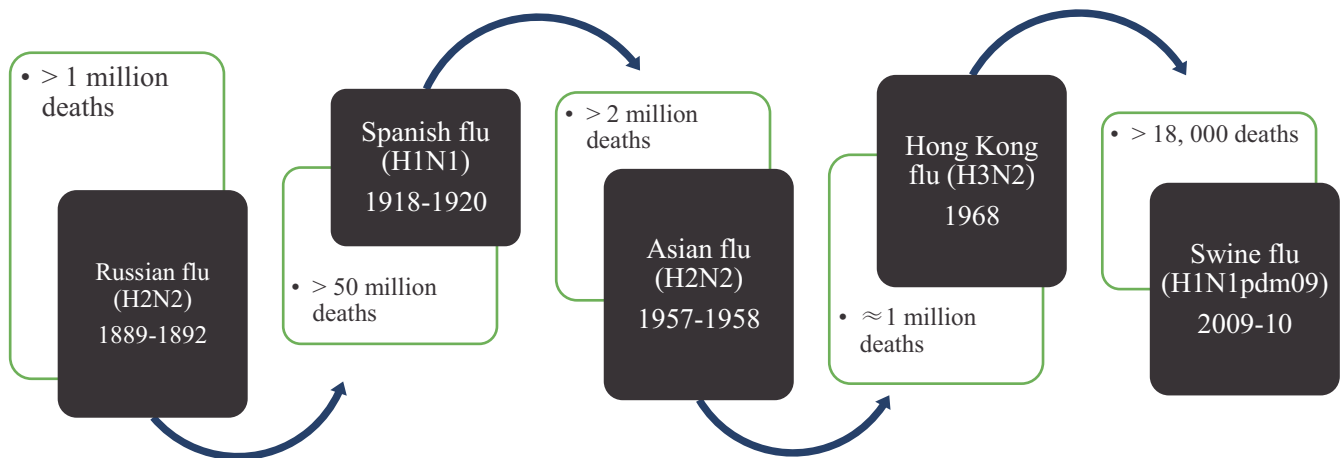 • > 1 million
deaths
Russian flu
(H2N2)
1889-1892
Spanish flu
(H1N1)
1918-1920
• > 50 million
deaths
• > 2 million
deaths
Asian flu
(H2N2)
1957-1958
Hong Kong
flu (H3N2)
1968
• ≈1 million
deaths
• > 18, 000 deaths
Swine flu
(H1N1pdm09)
2009-10